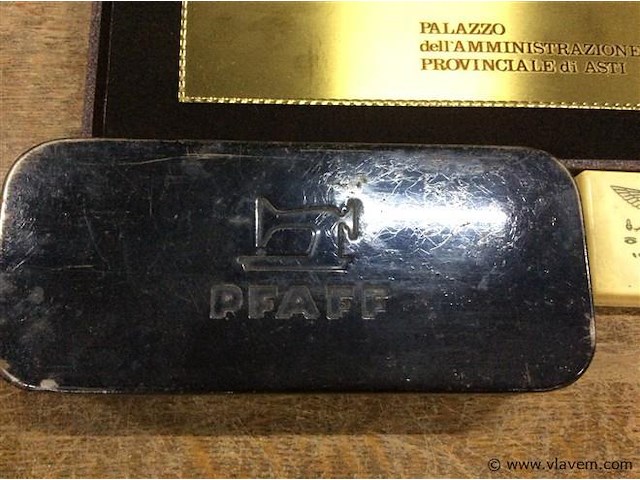 PALAZZO
dell'AMMINISTRAZIONE
PROVINCIALE di ASTI
PFAFF
© www.vlavem.com